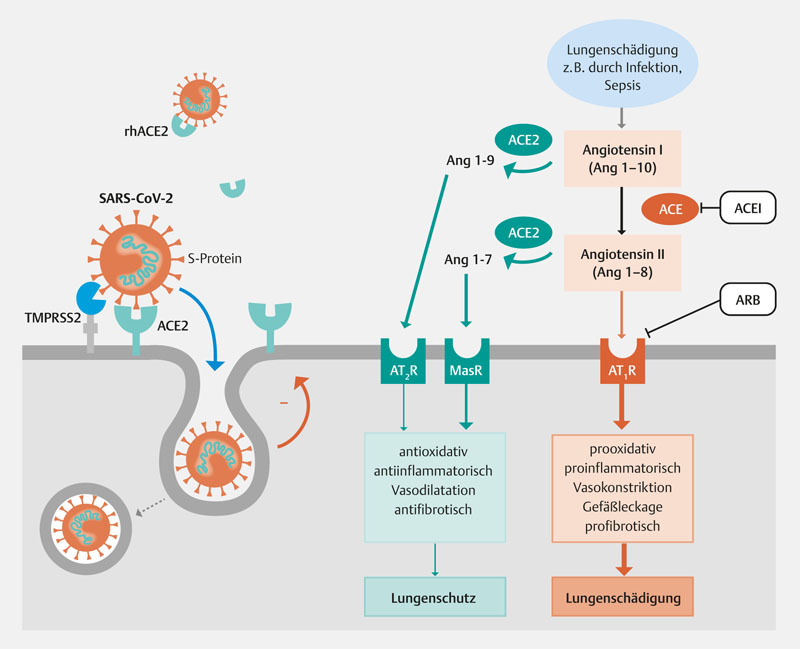 Lungenschädigung
z.B. durch Infektion,
Sepsis
rhACE2
ACE2
Ang 1-9
Angiotensin I
(Ang 1–10)
SARS-CoV-2
ACE
ACEI
ACE2
Ang 1-7
Angiotensin II
(Ang 1–8)
S-Protein
ARB
TMPRSS2
ACE2
AT2R
MasR
AT1R
–
antioxidativ
antiinflammatorisch
Vasodilatation
antifibrotisch
prooxidativ
proinflammatorisch
Vasokonstriktion
Gefäßleckage
profibrotisch
Lungenschutz
Lungenschädigung